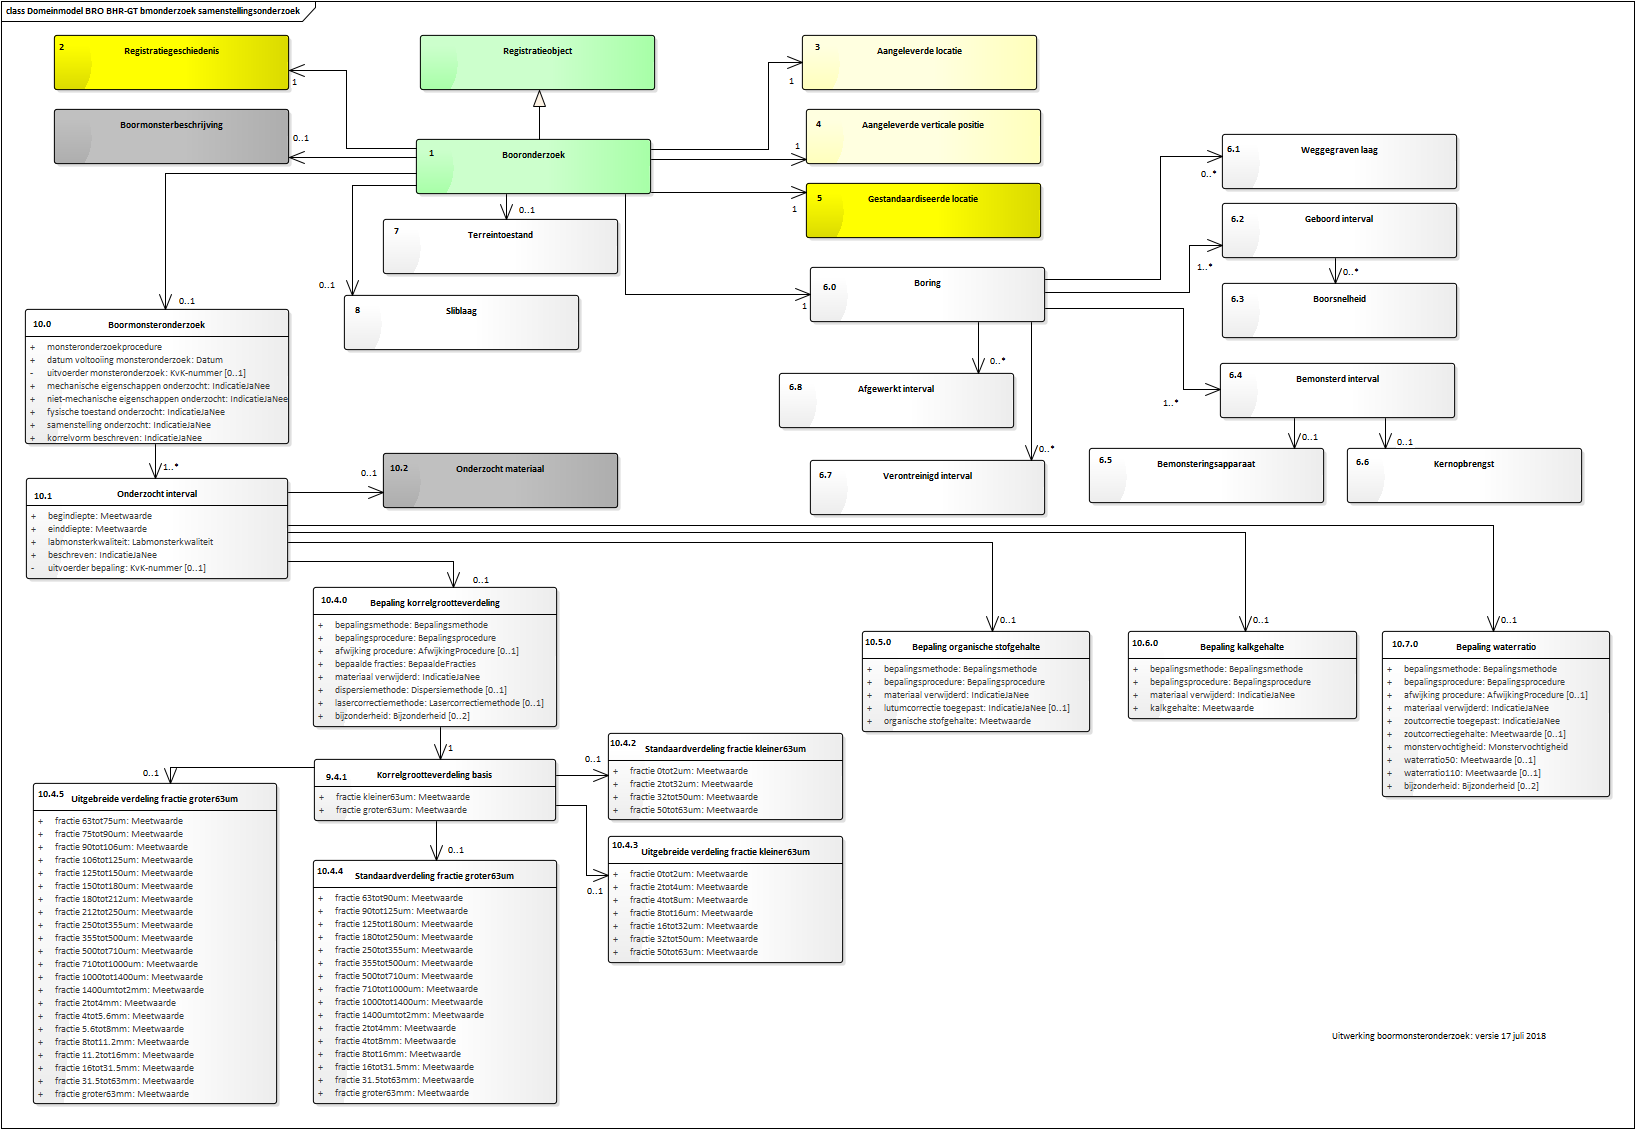 class Domeinmodel BRO BHR-GT bmonderzoek samenstellingsonderzoek
2 Registratiegeschiedenis
1
Registratieobject
3 Aangeleverde locatie
1
Boormonsterbeschrijving
0..1
4 Aangeleverde verticale positie
1
1 Booronderzoek
5 Gestandaardiseerde locatie
1
6.1 Weggegraven laag
0..*
6.2 Geboord interval
1..*
0..*
6.3 Boorsnelheid
0..1
7 Terreintoestand
0..1
8 Sliblaag
6.0 Boring
1
0..*
6.8 Afgewerkt interval
0..*
6.7 Verontreinigd interval
6.4 Bemonsterd interval
1..*
0..1
0..1
6.5 Bemonsteringsapparaat
6.6 Kernopbrengst
0..1
10.0 Boormonsteronderzoek
+ monsteronderzoekprocedure
+ datum voltooiing monsteronderzoek: Datum
- uitvoerder monsteronderzoek: KvK-nummer [0..1]
+ mechanische eigenschappen onderzocht: IndicatieJaNee
+ niet-mechanische eigenschappen onderzocht: IndicatieJaNee
+ fysische toestand onderzocht: IndicatieJaNee
+ samenstelling onderzocht: IndicatieJaNee
+ korrelvorm beschreven: IndicatieJaNee
1..*
10.1 Onderzocht interval
+ begindiepte: Meetwaarde
+ einddiepte: Meetwaarde
+ labmonsterkwaliteit: Labmonsterkwaliteit
+ beschreven: IndicatieJaNee
- uitvoerder bepaling: KvK-nummer [0..1]
0..1
10.2 Onderzocht materiaal
0..1
10.4.0 Bepaling korrelgrootteverdeling
+ bepalingsmethode: Bepalingsmethode
+ bepalingsprocedure: Bepalingsprocedure
+ afwijking procedure: AfwijkingProcedure [0..1]
+ bepaalde fracties: BepaaldeFracties
+ materiaal verwijderd: IndicatieJaNee
+ dispersiemethode: Dispersiemethode [0..1]
+ lasercorrectiemethode: Lasercorrectiemethode [0..1]
+ bijzonderheid: Bijzonderheid [0..2]
0..1
10.5.0 Bepaling organische stofgehalte
+ bepalingsmethode: Bepalingsmethode
+ bepalingsprocedure: Bepalingsprocedure
+ materiaal verwijderd: IndicatieJaNee
+ lutumcorrectie toegepast: IndicatieJaNee [0..1]
+ organische stofgehalte: Meetwaarde
0..1
10.6.0 Bepaling kalkgehalte
+ bepalingsmethode: Bepalingsmethode
+ bepalingsprocedure: Bepalingsprocedure
+ materiaal verwijderd: IndicatieJaNee
+ kalkgehalte: Meetwaarde
0..1
10.7.0 Bepaling waterratio
+ bepalingsmethode: Bepalingsmethode
+ bepalingsprocedure: Bepalingsprocedure
+ afwijking procedure: AfwijkingProcedure [0..1]
+ materiaal verwijderd: IndicatieJaNee
+ zoutcorrectie toegepast: IndicatieJaNee
+ zoutcorrectiegehalte: Meetwaarde [0..1]
+ monstervochtigheid: Monstervochtigheid
+ waterratio50: Meetwaarde [0..1]
+ waterratio110: Meetwaarde [0..1]
+ bijzonderheid: Bijzonderheid [0..2]
1
9.4.1 Korrelgrootteverdeling basis
+ fractie kleiner63um: Meetwaarde
+ fractie groter63um: Meetwaarde
0..1
10.4.2 Standaardverdeling fractie kleiner63um
+ fractie 0tot2um: Meetwaarde
+ fractie 2tot32um: Meetwaarde
+ fractie 32tot50um: Meetwaarde
+ fractie 50tot63um: Meetwaarde
0..1
10.4.3 Uitgebreide verdeling fractie kleiner63um
+ fractie 0tot2um: Meetwaarde
+ fractie 2tot4um: Meetwaarde
+ fractie 4tot8um: Meetwaarde
+ fractie 8tot16um: Meetwaarde
+ fractie 16tot32um: Meetwaarde
+ fractie 32tot50um: Meetwaarde
+ fractie 50tot63um: Meetwaarde
0..1
10.4.5 Uitgebreide verdeling fractie groter63um
+ fractie 63tot75um: Meetwaarde
+ fractie 75tot90um: Meetwaarde
+ fractie 90tot106um: Meetwaarde
+ fractie 106tot125um: Meetwaarde
+ fractie 125tot150um: Meetwaarde
+ fractie 150tot180um: Meetwaarde
+ fractie 180tot212um: Meetwaarde
+ fractie 212tot250um: Meetwaarde
+ fractie 250tot355um: Meetwaarde
+ fractie 355tot500um: Meetwaarde
+ fractie 500tot710um: Meetwaarde
+ fractie 710tot1000um: Meetwaarde
+ fractie 1000tot1400um: Meetwaarde
+ fractie 1400umtot2mm: Meetwaarde
+ fractie 2tot4mm: Meetwaarde
+ fractie 4tot5.6mm: Meetwaarde
+ fractie 5.6tot8mm: Meetwaarde
+ fractie 8tot11.2mm: Meetwaarde
+ fractie 11.2tot16mm: Meetwaarde
+ fractie 16tot31.5mm: Meetwaarde
+ fractie 31.5tot63mm: Meetwaarde
+ fractie groter63mm: Meetwaarde
0..1
10.4.4 Standaardverdeling fractie groter63um
+ fractie 63tot90um: Meetwaarde
+ fractie 90tot125um: Meetwaarde
+ fractie 125tot180um: Meetwaarde
+ fractie 180tot250um: Meetwaarde
+ fractie 250tot355um: Meetwaarde
+ fractie 355tot500um: Meetwaarde
+ fractie 500tot710um: Meetwaarde
+ fractie 710tot1000um: Meetwaarde
+ fractie 1000tot1400um: Meetwaarde
+ fractie 1400umtot2mm: Meetwaarde
+ fractie 2tot4mm: Meetwaarde
+ fractie 4tot8mm: Meetwaarde
+ fractie 8tot16mm: Meetwaarde
+ fractie 16tot31.5mm: Meetwaarde
+ fractie 31.5tot63mm: Meetwaarde
+ fractie groter63mm: Meetwaarde
Uitwerking boormonsteronderzoek: versie 17 juli 2018